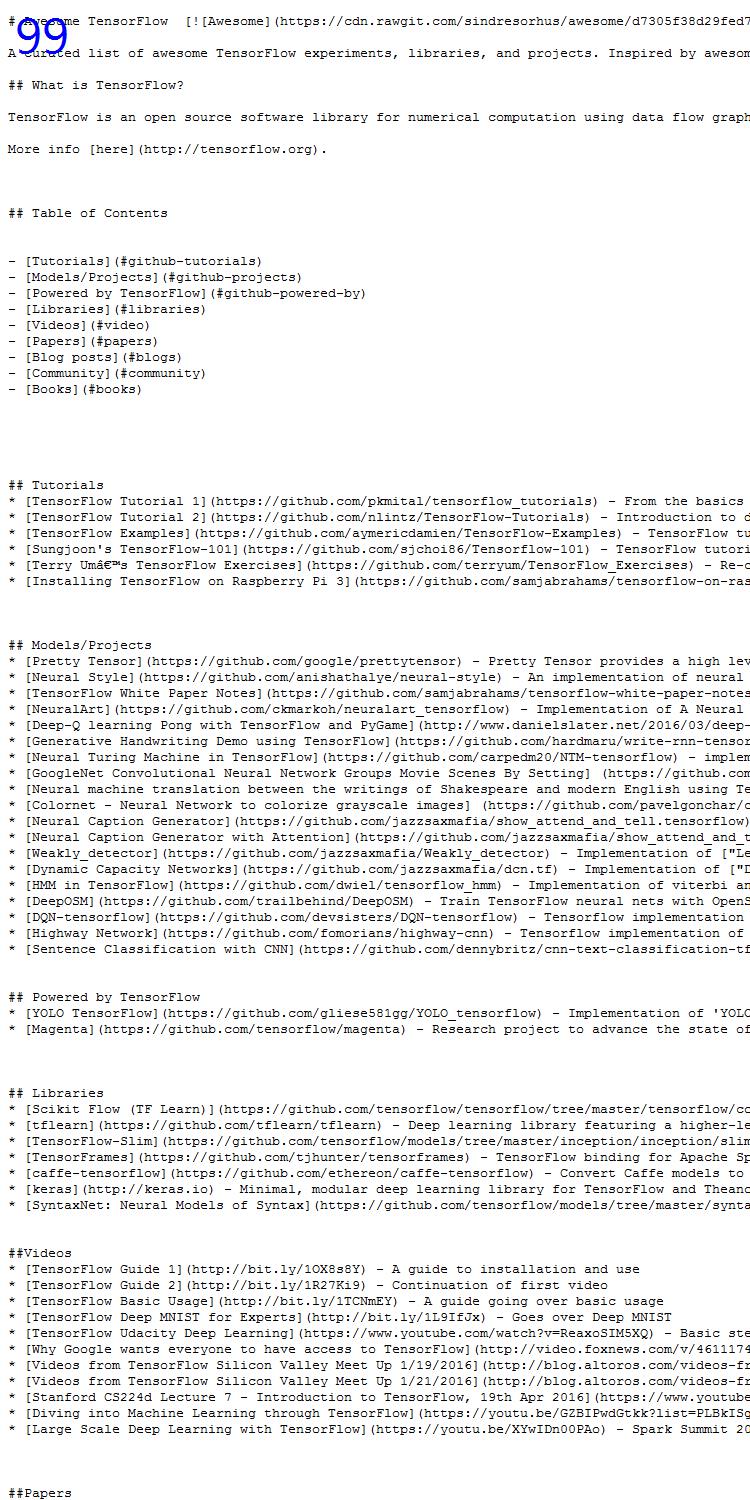 # Awesome TensorFlow  [![Awesome](https://cdn.rawgit.com/sindresorhus/awesome/d7305f38d29fed7
99
A curated list of awesome TensorFlow experiments, libraries, and projects. Inspired by awesom
## What is TensorFlow?
TensorFlow is an open source software library for numerical computation using data flow graph
More info [here](http://tensorflow.org).
## Table of Contents
- [Tutorials](#github-tutorials)
- [Models/Projects](#github-projects)
- [Powered by TensorFlow](#github-powered-by)
- [Libraries](#libraries)
- [Videos](#video)
- [Papers](#papers)
- [Blog posts](#blogs)
- [Community](#community)
- [Books](#books)
## Tutorials
* [TensorFlow Tutorial 1](https://github.com/pkmital/tensorflow_tutorials) - From the basics
* [TensorFlow Tutorial 2](https://github.com/nlintz/TensorFlow-Tutorials) - Introduction to d
* [TensorFlow Examples](https://github.com/aymericdamien/TensorFlow-Examples) - TensorFlow tu
* [Sungjoon's TensorFlow-101](https://github.com/sjchoi86/Tensorflow-101) - TensorFlow tutori
* [Terry Umâ€™s TensorFlow Exercises](https://github.com/terryum/TensorFlow_Exercises) - Re-c
* [Installing TensorFlow on Raspberry Pi 3](https://github.com/samjabrahams/tensorflow-on-ras
## Models/Projects
* [Pretty Tensor](https://github.com/google/prettytensor) - Pretty Tensor provides a high lev
* [Neural Style](https://github.com/anishathalye/neural-style) - An implementation of neural
* [TensorFlow White Paper Notes](https://github.com/samjabrahams/tensorflow-white-paper-notes
* [NeuralArt](https://github.com/ckmarkoh/neuralart_tensorflow) - Implementation of A Neural
* [Deep-Q learning Pong with TensorFlow and PyGame](http://www.danielslater.net/2016/03/deep-
* [Generative Handwriting Demo using TensorFlow](https://github.com/hardmaru/write-rnn-tensor
* [Neural Turing Machine in TensorFlow](https://github.com/carpedm20/NTM-tensorflow) - implem
* [GoogleNet Convolutional Neural Network Groups Movie Scenes By Setting] (https://github.com
* [Neural machine translation between the writings of Shakespeare and modern English using Te
* [Colornet - Neural Network to colorize grayscale images] (https://github.com/pavelgonchar/c
* [Neural Caption Generator](https://github.com/jazzsaxmafia/show_attend_and_tell.tensorflow)
* [Neural Caption Generator with Attention](https://github.com/jazzsaxmafia/show_attend_and_t
* [Weakly_detector](https://github.com/jazzsaxmafia/Weakly_detector) - Implementation of ["Le
* [Dynamic Capacity Networks](https://github.com/jazzsaxmafia/dcn.tf) - Implementation of ["D
* [HMM in TensorFlow](https://github.com/dwiel/tensorflow_hmm) - Implementation of viterbi an
* [DeepOSM](https://github.com/trailbehind/DeepOSM) - Train TensorFlow neural nets with OpenS
* [DQN-tensorflow](https://github.com/devsisters/DQN-tensorflow) - Tensorflow implementation
* [Highway Network](https://github.com/fomorians/highway-cnn) - Tensorflow implementation of
* [Sentence Classification with CNN](https://github.com/dennybritz/cnn-text-classification-tf
## Powered by TensorFlow
* [YOLO TensorFlow](https://github.com/gliese581gg/YOLO_tensorflow) - Implementation of 'YOLO
* [Magenta](https://github.com/tensorflow/magenta) - Research project to advance the state of
## Libraries
* [Scikit Flow (TF Learn)](https://github.com/tensorflow/tensorflow/tree/master/tensorflow/co
* [tflearn](https://github.com/tflearn/tflearn) - Deep learning library featuring a higher-le
* [TensorFlow-Slim](https://github.com/tensorflow/models/tree/master/inception/inception/slim
* [TensorFrames](https://github.com/tjhunter/tensorframes) - TensorFlow binding for Apache Sp
* [caffe-tensorflow](https://github.com/ethereon/caffe-tensorflow) - Convert Caffe models to
* [keras](http://keras.io) - Minimal, modular deep learning library for TensorFlow and Theano
* [SyntaxNet: Neural Models of Syntax](https://github.com/tensorflow/models/tree/master/synta
##Videos
* [TensorFlow Guide 1](http://bit.ly/1OX8s8Y) - A guide to installation and use
* [TensorFlow Guide 2](http://bit.ly/1R27Ki9) - Continuation of first video
* [TensorFlow Basic Usage](http://bit.ly/1TCNmEY) - A guide going over basic usage
* [TensorFlow Deep MNIST for Experts](http://bit.ly/1L9IfJx) - Goes over Deep MNIST
* [TensorFlow Udacity Deep Learning](https://www.youtube.com/watch?v=ReaxoSIM5XQ) - Basic ste
* [Why Google wants everyone to have access to TensorFlow](http://video.foxnews.com/v/4611174
* [Videos from TensorFlow Silicon Valley Meet Up 1/19/2016](http://blog.altoros.com/videos-fr
* [Videos from TensorFlow Silicon Valley Meet Up 1/21/2016](http://blog.altoros.com/videos-fr
* [Stanford CS224d Lecture 7 - Introduction to TensorFlow, 19th Apr 2016](https://www.youtube
* [Diving into Machine Learning through TensorFlow](https://youtu.be/GZBIPwdGtkk?list=PLBkISg
* [Large Scale Deep Learning with TensorFlow](https://youtu.be/XYwIDn00PAo) - Spark Summit 20
##Papers